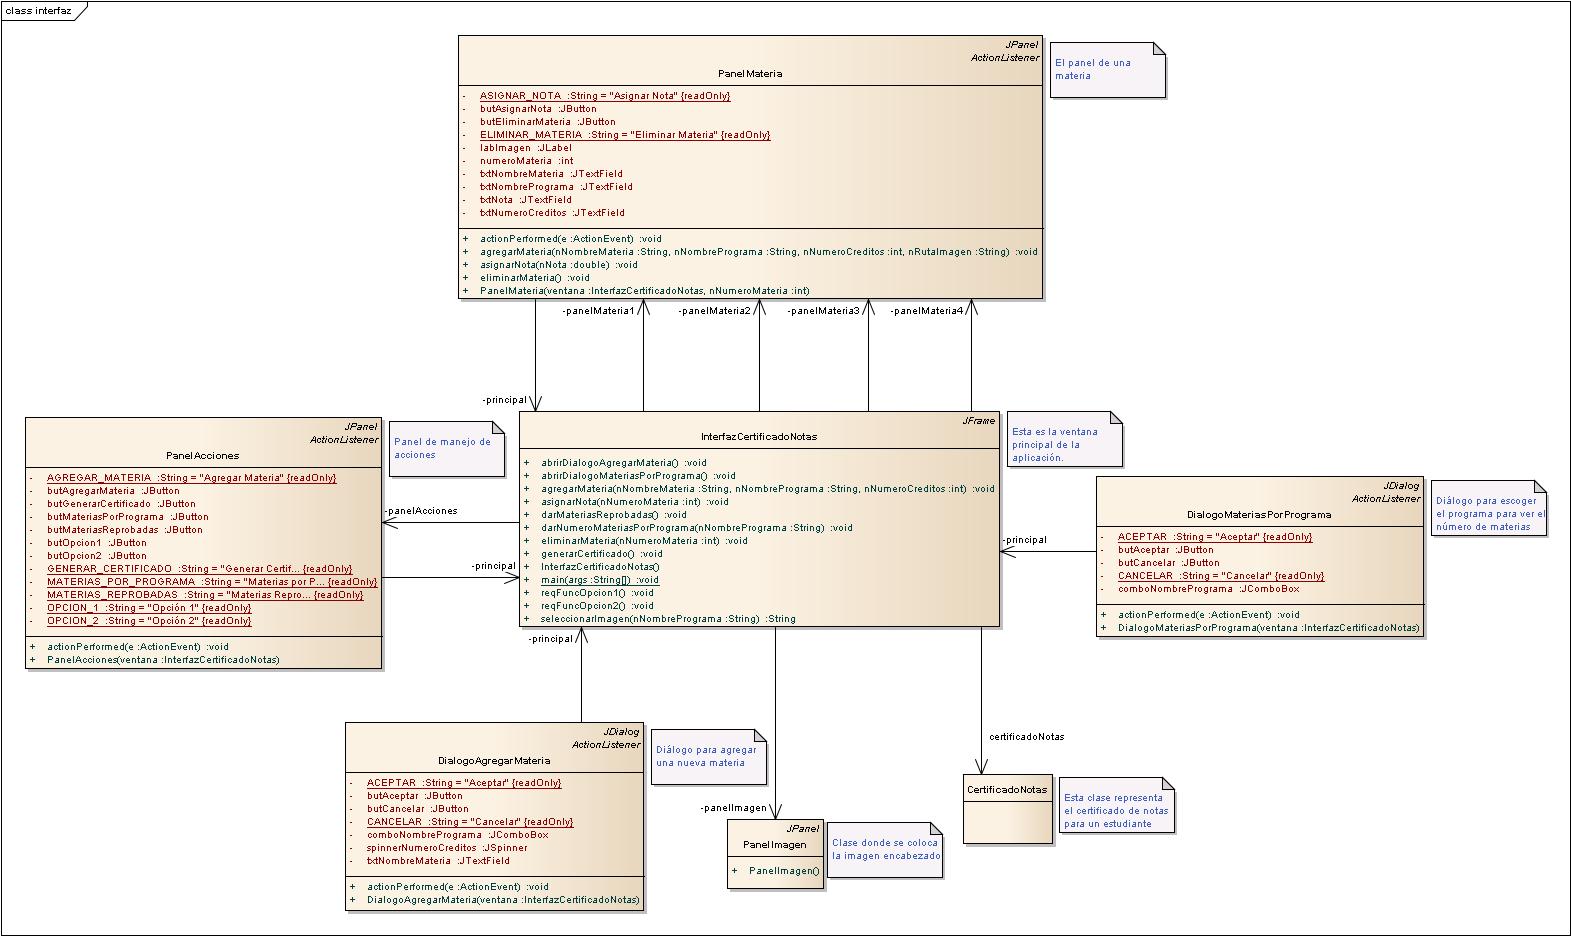 class interfaz
JPanel
ActionListener
PanelMateria
- ASIGNAR_NOTA :String = "Asignar Nota" {readOnly}
- butAsignarNota :JButton
- butEliminarMateria :JButton
- ELIMINAR_MATERIA :String = "Eliminar Materia" {readOnly}
- labImagen :JLabel
- numeroMateria :int
- txtNombreMateria :JTextField
- txtNombrePrograma :JTextField
- txtNota :JTextField
- txtNumeroCreditos :JTextField
+ actionPerformed(e :ActionEvent) :void
+ agregarMateria(nNombreMateria :String, nNombrePrograma :String, nNumeroCreditos :int, nRutaImagen :String) :void
+ asignarNota(nNota :double) :void
+ eliminarMateria() :void
+ PanelMateria(ventana :InterfazCertificadoNotas, nNumeroMateria :int)
El panel de una
materia
-panelMateria1
-panelMateria2
-panelMateria3
-panelMateria4
-principal
JPanel
ActionListener
PanelAcciones
- AGREGAR_MATERIA :String = "Agregar Materia" {readOnly}
- butAgregarMateria :JButton
- butGenerarCertificado :JButton
- butMateriasPorPrograma :JButton
- butMateriasReprobadas :JButton
- butOpcion1 :JButton
- butOpcion2 :JButton
- GENERAR_CERTIFICADO :String = "Generar Certif... {readOnly}
- MATERIAS_POR_PROGRAMA :String = "Materias por P... {readOnly}
- MATERIAS_REPROBADAS :String = "Materias Repro... {readOnly}
- OPCION_1 :String = "Opción 1" {readOnly}
- OPCION_2 :String = "Opción 2" {readOnly}
+ actionPerformed(e :ActionEvent) :void
+ PanelAcciones(ventana :InterfazCertificadoNotas)
Panel de manejo de
acciones
-panelAcciones
-principal
JFrame
InterfazCertificadoNotas
+ abrirDialogoAgregarMateria() :void
+ abrirDialogoMateriasPorPrograma() :void
+ agregarMateria(nNombreMateria :String, nNombrePrograma :String, nNumeroCreditos :int) :void
+ asignarNota(nNumeroMateria :int) :void
+ darMateriasReprobadas() :void
+ darNumeroMateriasPorPrograma(nNombrePrograma :String) :void
+ eliminarMateria(nNumeroMateria :int) :void
+ generarCertificado() :void
+ InterfazCertificadoNotas()
+ main(args :String[]) :void
+ reqFuncOpcion1() :void
+ reqFuncOpcion2() :void
+ seleccionarImagen(nNombrePrograma :String) :String
Esta es la ventana
principal de la
aplicación.
-principal
JDialog
ActionListener
DialogoMateriasPorPrograma
- ACEPTAR :String = "Aceptar" {readOnly}
- butAceptar :JButton
- butCancelar :JButton
- CANCELAR :String = "Cancelar" {readOnly}
- comboNombrePrograma :JComboBox
+ actionPerformed(e :ActionEvent) :void
+ DialogoMateriasPorPrograma(ventana :InterfazCertificadoNotas)
Diálogo para escoger
el programa para ver el
número de materias
-principal
JDialog
ActionListener
DialogoAgregarMateria
- ACEPTAR :String = "Aceptar" {readOnly}
- butAceptar :JButton
- butCancelar :JButton
- CANCELAR :String = "Cancelar" {readOnly}
- comboNombrePrograma :JComboBox
- spinnerNumeroCreditos :JSpinner
- txtNombreMateria :JTextField
+ actionPerformed(e :ActionEvent) :void
+ DialogoAgregarMateria(ventana :InterfazCertificadoNotas)
Diálogo para agregar
una nueva materia
-panelImagen
JPanel
PanelImagen
+ PanelImagen()
Clase donde se coloca
la imagen encabezado
certificadoNotas
CertificadoNotas
Esta clase representa
el certificado de notas
para un estudiante